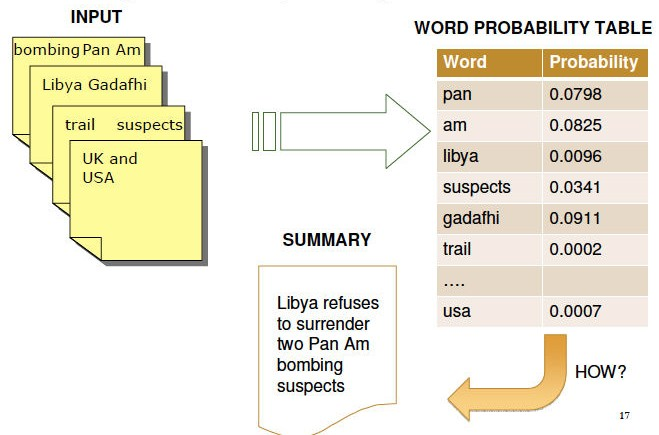 INPUT
bombing Pan Am
Libya Gadafhi
trail suspects
UK and
USA
WORD PROBABILITY TABLE
Word Probability
pan 0.0798
am 0.0825
libya 0.0096
suspects 0.0341
gadafhi 0.0911
trail 0.0002
....
usa 0.0007
SUMMARY
Libya refuses
to surrender
two Pan Am
bombing
suspects
HOW?
17